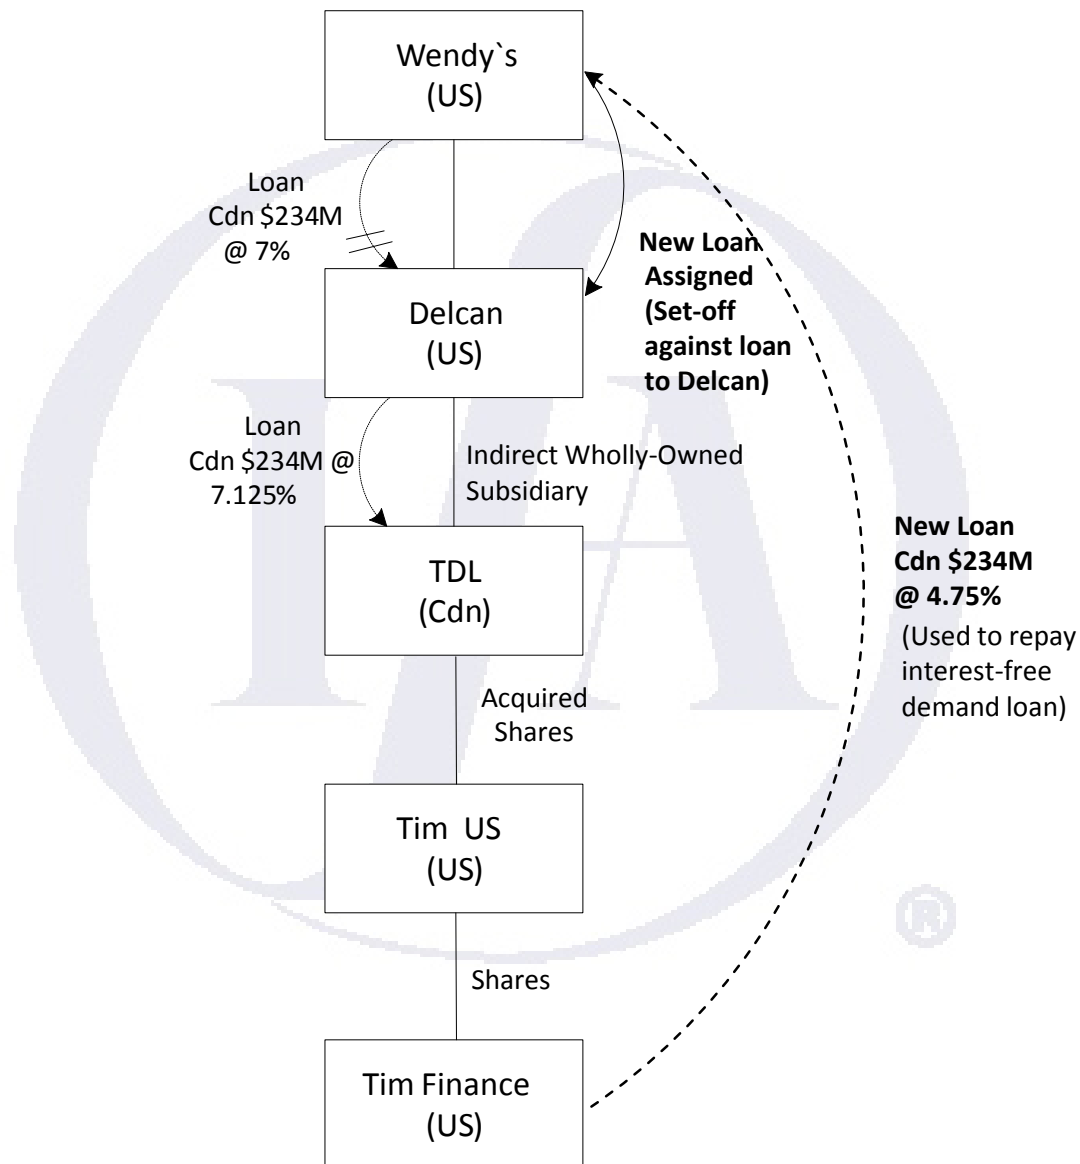 Wendy`s
(US)
Loan
Cdn $234M
@ 7%
New Loan
Assigned
(Set-off
against loan
to Delcan)
Delcan
(US)
Loan
Cdn $234M @
7.125%
Indirect Wholly-Owned
Subsidiary
New Loan
Cdn $234M
@ 4.75%
(Used to repay
interest-free
demand loan)
TDL
(Cdn)
Acquired
Shares
Tim US
(US)
Shares
Tim Finance
(US)
IFA
®